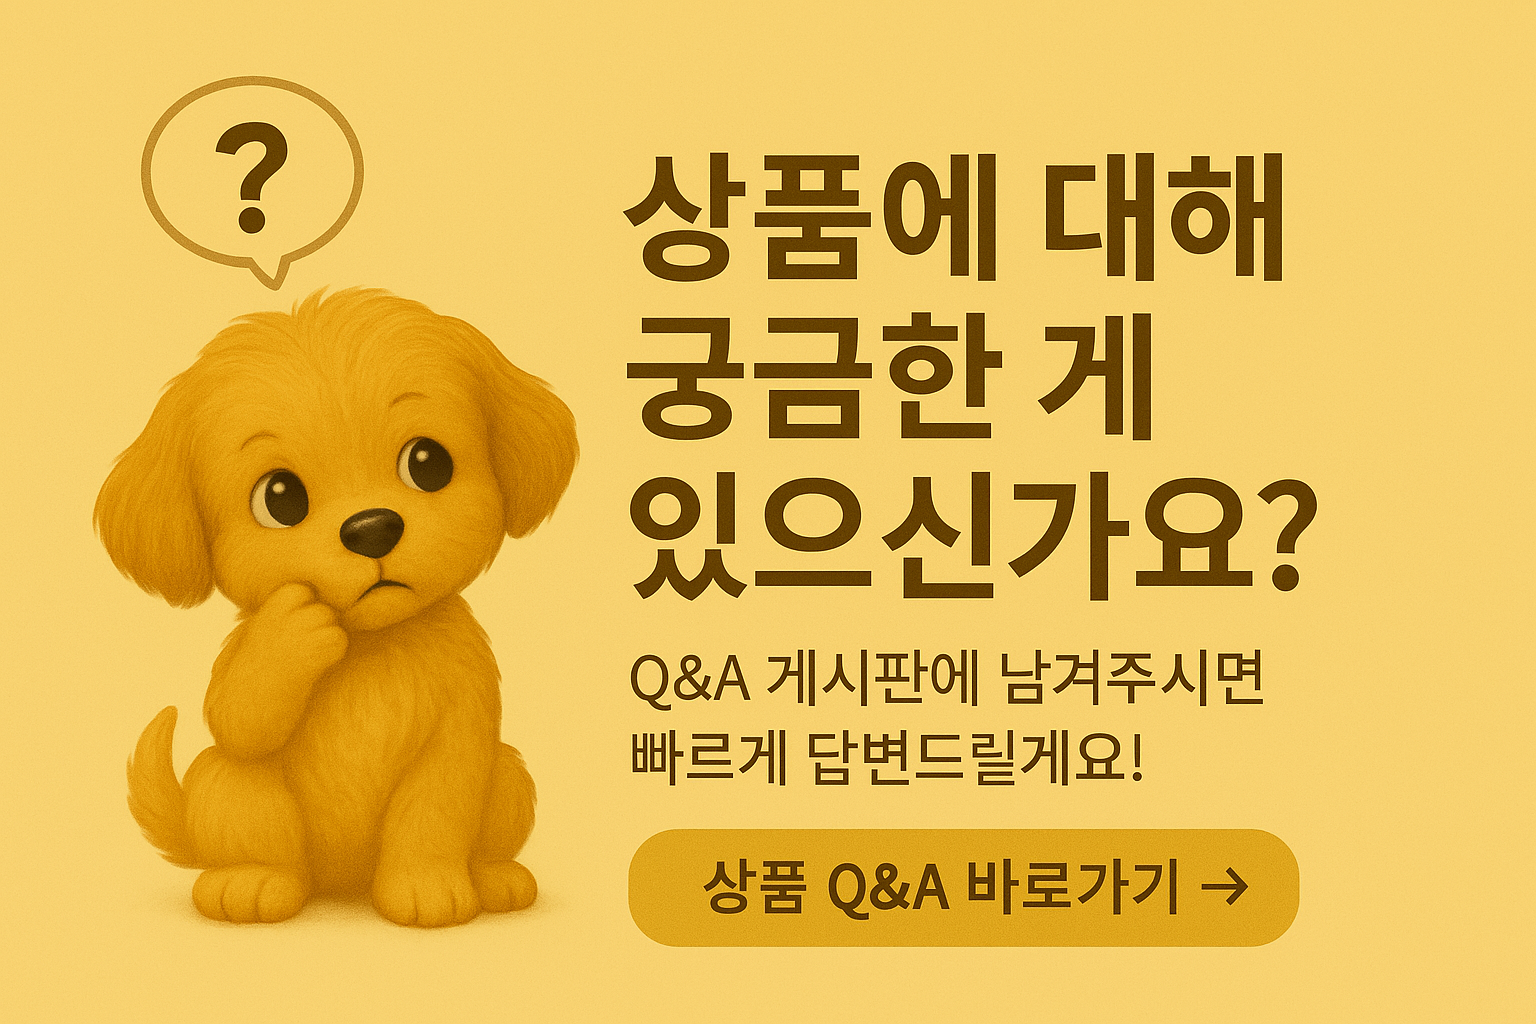 ?
상품에 대해
궁금한 게
있으신가요?
Q&A 게시판에 남겨주시면
빠르게 답변드릴게요!
상품 Q&A 바로가기 →